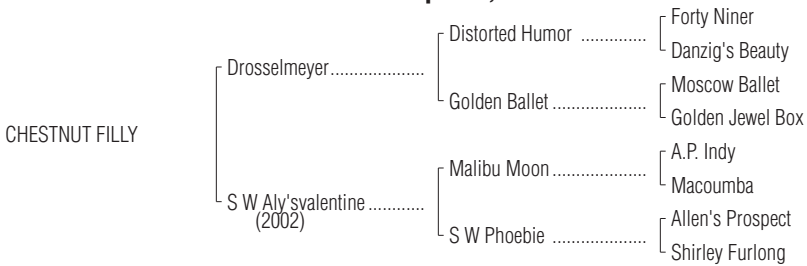 Forty Niner
Distorted Humor ..............
Danzig's Beauty
Drosselmeyer.....................
Moscow Ballet
Golden Ballet .....................
Golden Jewel Box
CHESTNUT FILLY
A.P. Indy
Malibu Moon .....................
Macoumba
S W Aly'svalentine ............
(2002)
Allen's Prospect
S W Phoebie .....................
Shirley Furlong